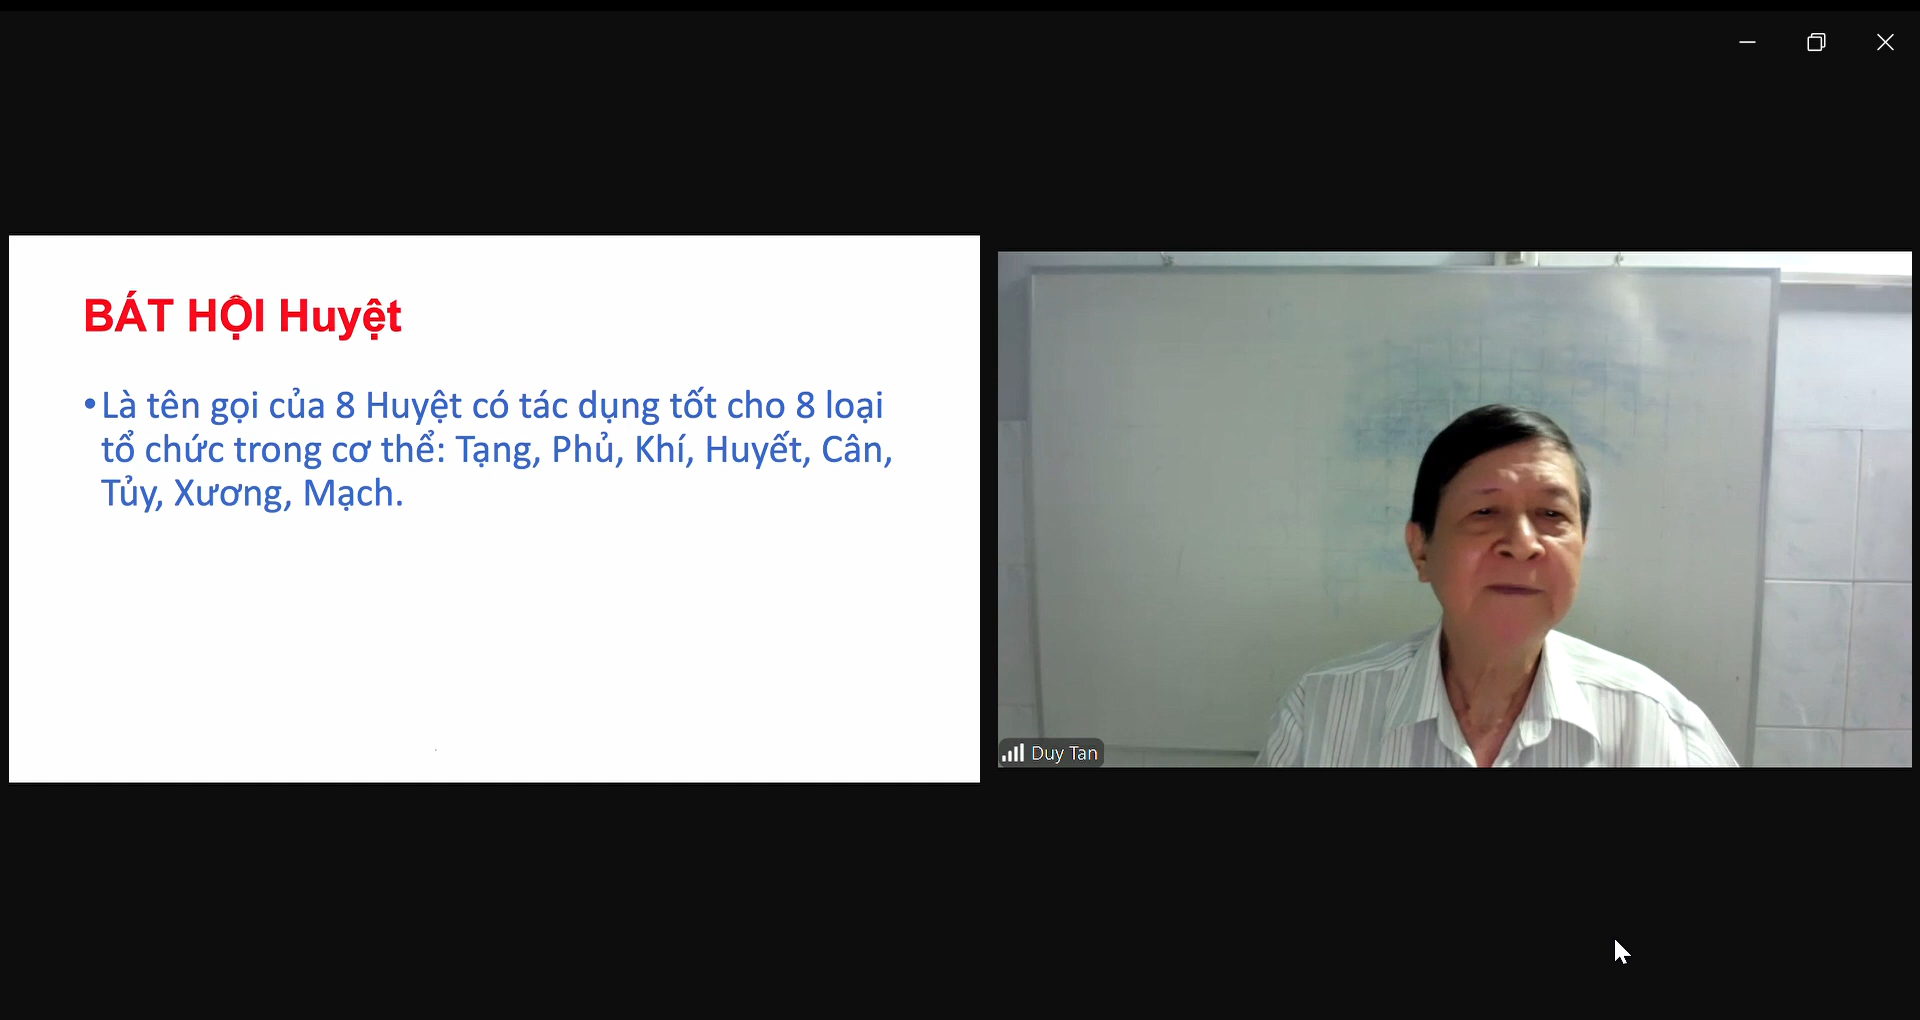 BÁT HỘI Huyệt
•Là tên gọi của 8 Huyệt có tác dụng tốt cho 8 loại
tổ chức trong cơ thể: Tạng, Phủ, Khí, Huyết, Cân,
Tủy, Xương, Mạch.
Duy Tan